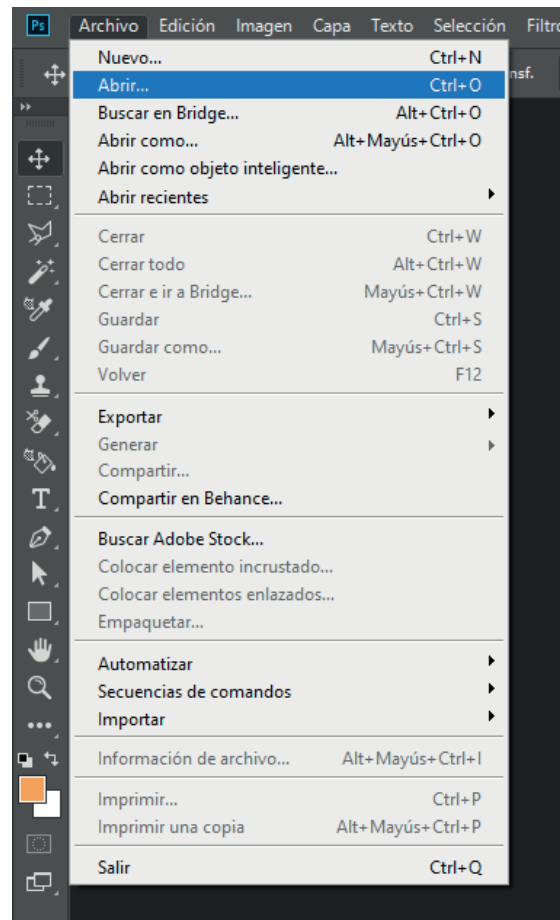 Ps Archivo Edición Imagen Capa Texto Selección Filtro
nsf.
Nuevo... Ctrl+N
Abrir... Ctrl+O
Buscar en Bridge... Alt+Ctrl+O
Abrir como... Alt+Mayús+Ctrl+O
Abrir como objeto inteligente...
Abrir recientes
Cerrar Ctrl+W
Cerrar todo Alt+Ctrl+W
Cerrar e ir a Bridge... Mayús+Ctrl+W
Guardar Ctrl+S
Guardar como... Mayús+Ctrl+S
Volver F12
Exportar
Generar
Compartir...
Compartir en Behance...
Buscar Adobe Stock...
Colocar elemento incrustado...
Colocar elementos enlazados...
Empaquetar...
Automatizar
Secuencias de comandos
Importar
Información de archivo... Alt+Mayús+Ctrl+I
Imprimir... Ctrl+P
Imprimir una copia Alt+Mayús+Ctrl+P
Salir Ctrl+Q